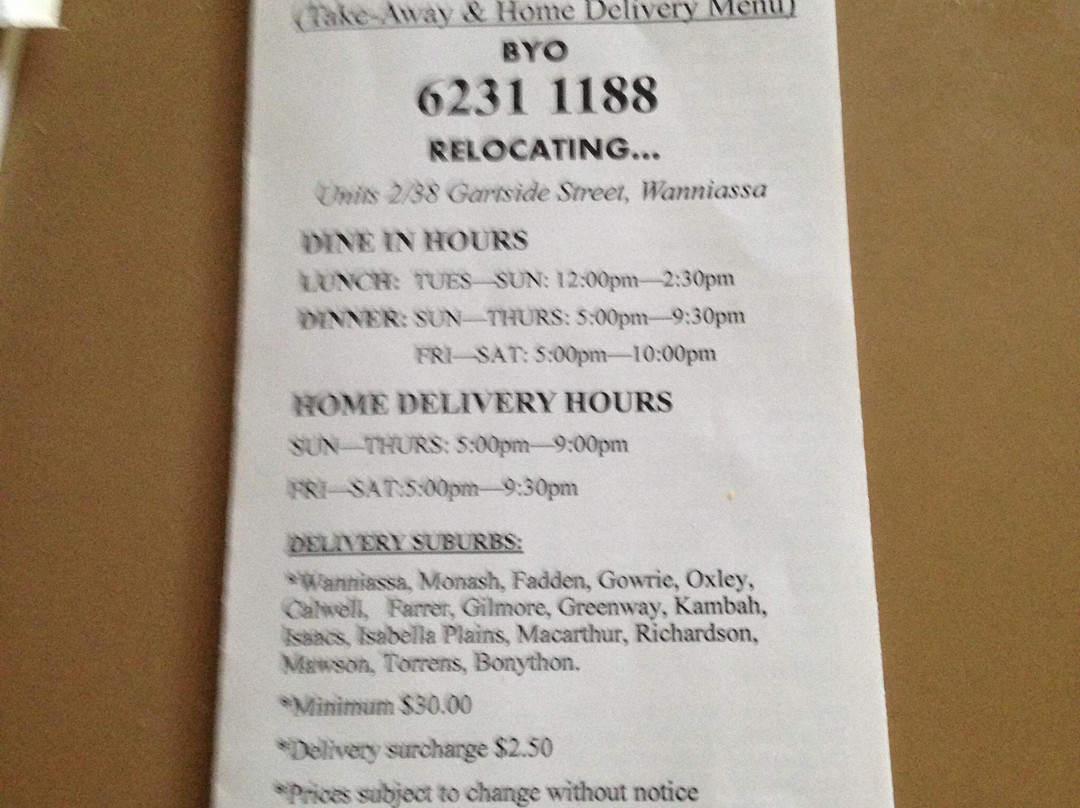 (Take-Away & Home Delivery Menu)
BYO
6231 1188
RELOCATING...
Units 2/38 Gartside Street, Wanniassa
DINE IN HOURS
LUNCH: TUES—SUN: 12:00pm—2:30pm
DINNER: SUN—THURS: 5:00pm—9:30pm
FRI—SAT: 5:00pm—10:00pm
HOME DELIVERY HOURS
SUN—THURS: 5:00pm—9:00pm
FRI—SAT:5:00pm—9:30pm
DELIVERY SUBURBS:
*Wanniassa, Monash, Fadden, Gowrie, Oxley,
Calwell, Farrer, Gilmore, Greenway, Kambah,
Isaacs, Isabella Plains, Macarthur, Richardson,
Mawson, Torrens, Bonython.
*Minimum $30.00
*Delivery surcharge $2.50
*Prices subject to change without notice